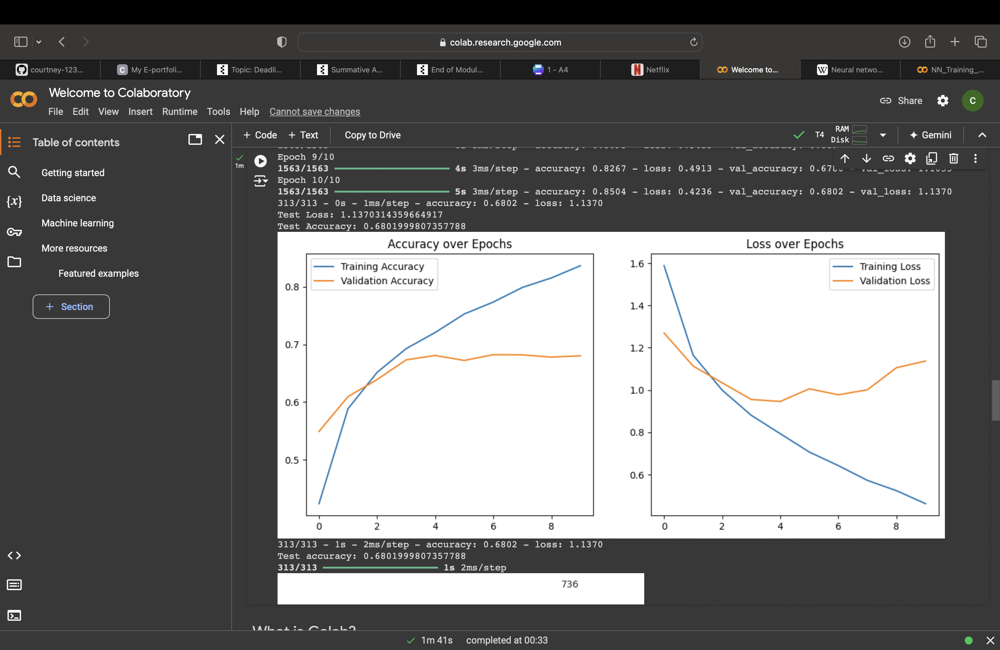 colab.research.google.com
courtney-123...
C My E-portfoli...
Topic: Deadli...
Summative A...
End of Modul...
1 - A4
N Netflix
Welcome to...
W Neural netwo...
NN_Training_...
Welcome to Colaboratory
File Edit View Insert Runtime Tools Help Cannot save changes
Share
C
Table of contents
Getting started
Data science
Machine learning
More resources
Featured examples
+ Section
{x}
+ Code + Text Copy to Drive
T4 RAM
Disk
Gemini
1m
Epoch 9/10
1563/1563 4s 3ms/step - accuracy: 0.8267 - loss: 0.4913 - val_accuracy:
Epoch 10/10
1563/1563 5s 3ms/step - accuracy: 0.8504 - loss: 0.4236 - val_accuracy: 0.6802 - val_loss: 1.1370
313/313 - 0s - 1ms/step - accuracy: 0.6802 - loss: 1.1370
Test Loss: 1.1370314359664917
Test Accuracy: 0.6801999807357788
Accuracy over Epochs
Training Accuracy
Validation Accuracy
0.8
0.7
0.6
0.5
0 2 4 6 8
Loss over Epochs
Training Loss
Validation Loss
1.6
1.4
1.2
1.0
0.8
0.6
0 2 4 6 8
313/313 - 1s - 2ms/step - accuracy: 0.6802 - loss: 1.1370
Test accuracy: 0.6801999807357788
313/313 1s 2ms/step
736
What is Colab?
1m 41s completed at 00:33